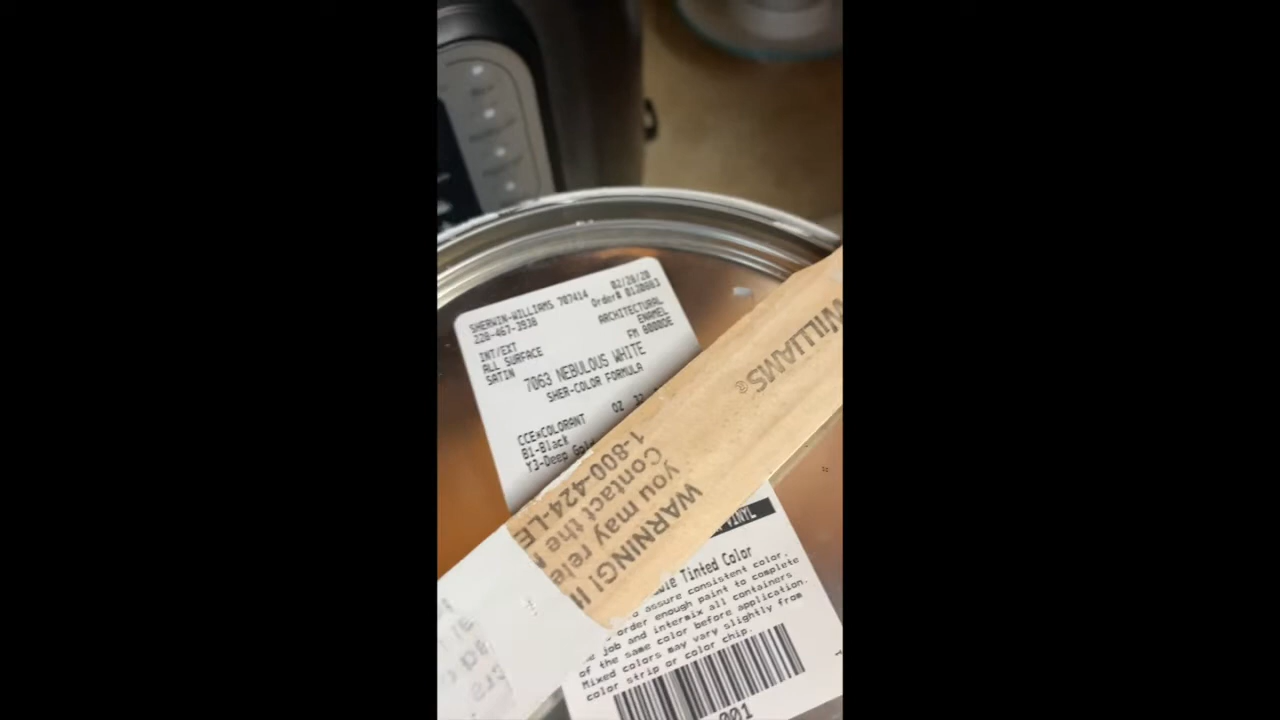 SHERWIN-WILLIAMS 707414 02/28/20
228-467-3938 Order# 0120863
INT/EXT ARCHITECTURAL
ALL SURFACE ENAMEL
SATIN FM 6000DE
7063 NEBULOUS WHITE
SHER-COLOR FORMULA
CCE*COLORANT OZ 32
B1-Black
Y3-Deep Gold
WILLIAMS®
WARNING!
you may
Contact the
1-800-424-LE
Tinted Color
assure consistent color,
order enough paint to complete
job and intermix all containers
of the same color before application.
Mixed colors may vary slightly from
color strip or color chip.
001